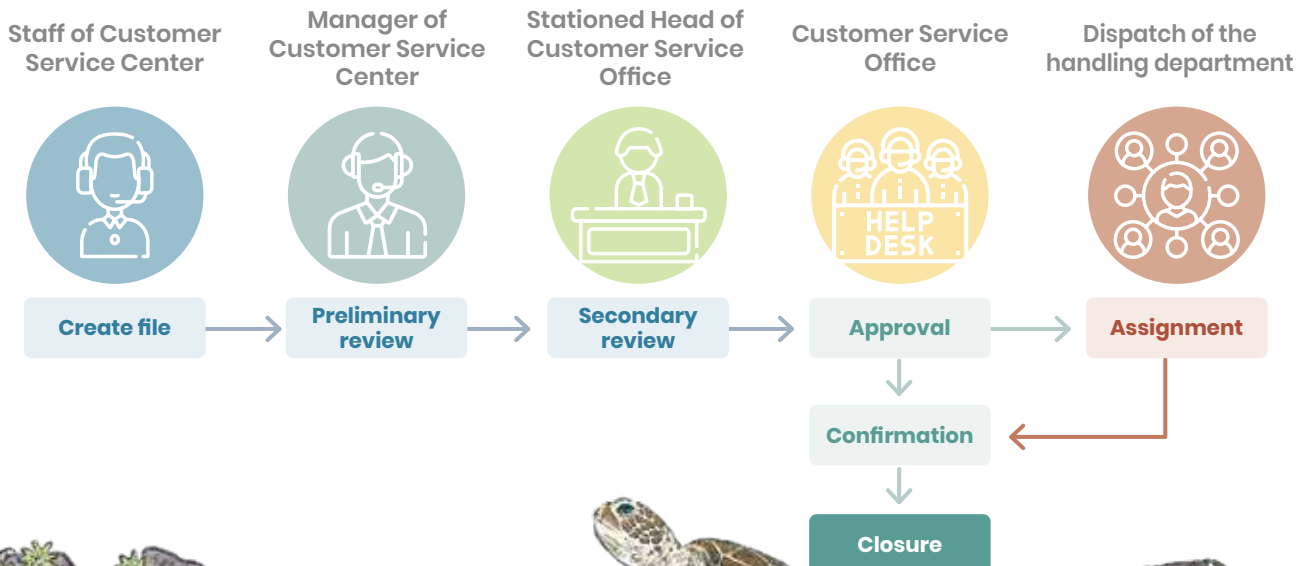 Staff of Customer
Service Center
Manager of
Customer Service
Center
Stationed Head of
Customer Service
Office
Customer Service
Office
Dispatch of the
handling department
HELP
DESK
Create file
Preliminary
review
Secondary
review
Approval
Assignment
Confirmation
Closure